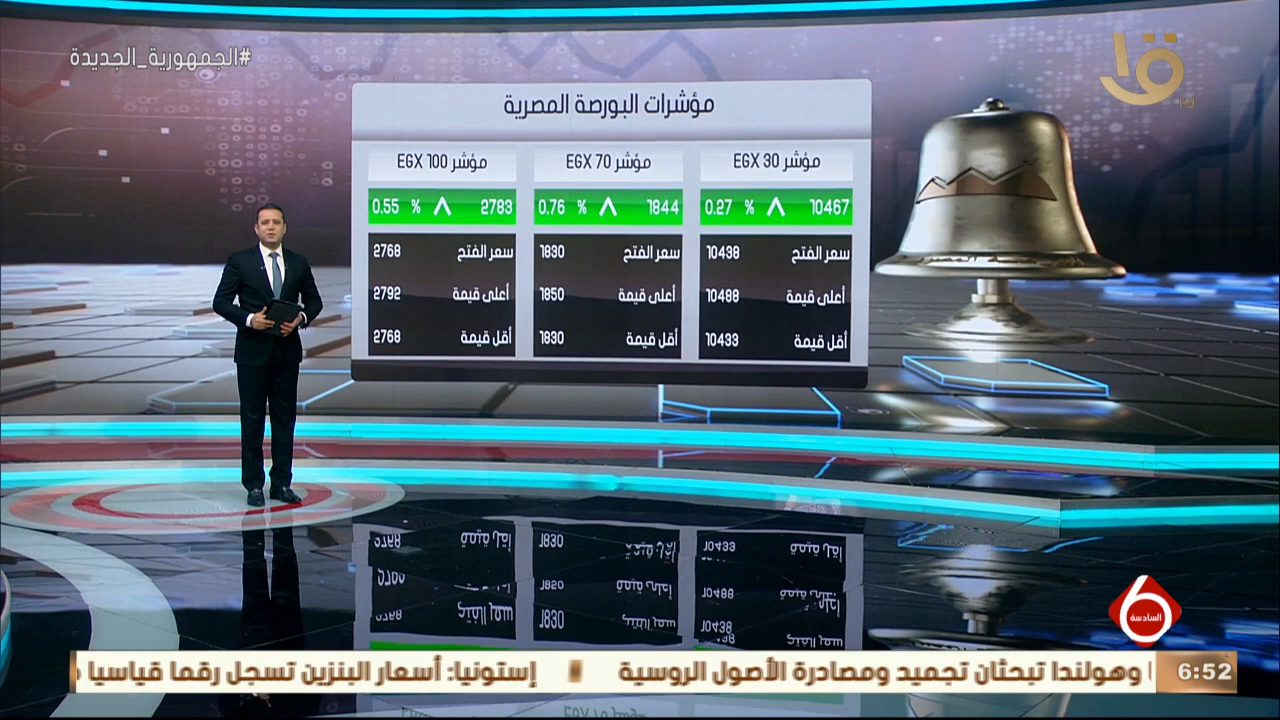 #الجمهورية_الجديدة
مؤشرات البورصة المصرية
مؤشر EGX 30
10467 0.27 %
سعر الفتح 10438
أعلى قيمة 10488
أقل قيمة 10433
مؤشر EGX 70
1844 0.76 %
سعر الفتح 1830
أعلى قيمة 1850
أقل قيمة 1830
مؤشر EGX 100
2783 0.55 %
سعر الفتح 2768
أعلى قيمة 2792
أقل قيمة 2768
6 السادسة
6:52
وهولندا تبحثان تجميد ومصادرة الأصول الروسية
إستونيا: أسعار البنزين تسجل رقما قياسيا